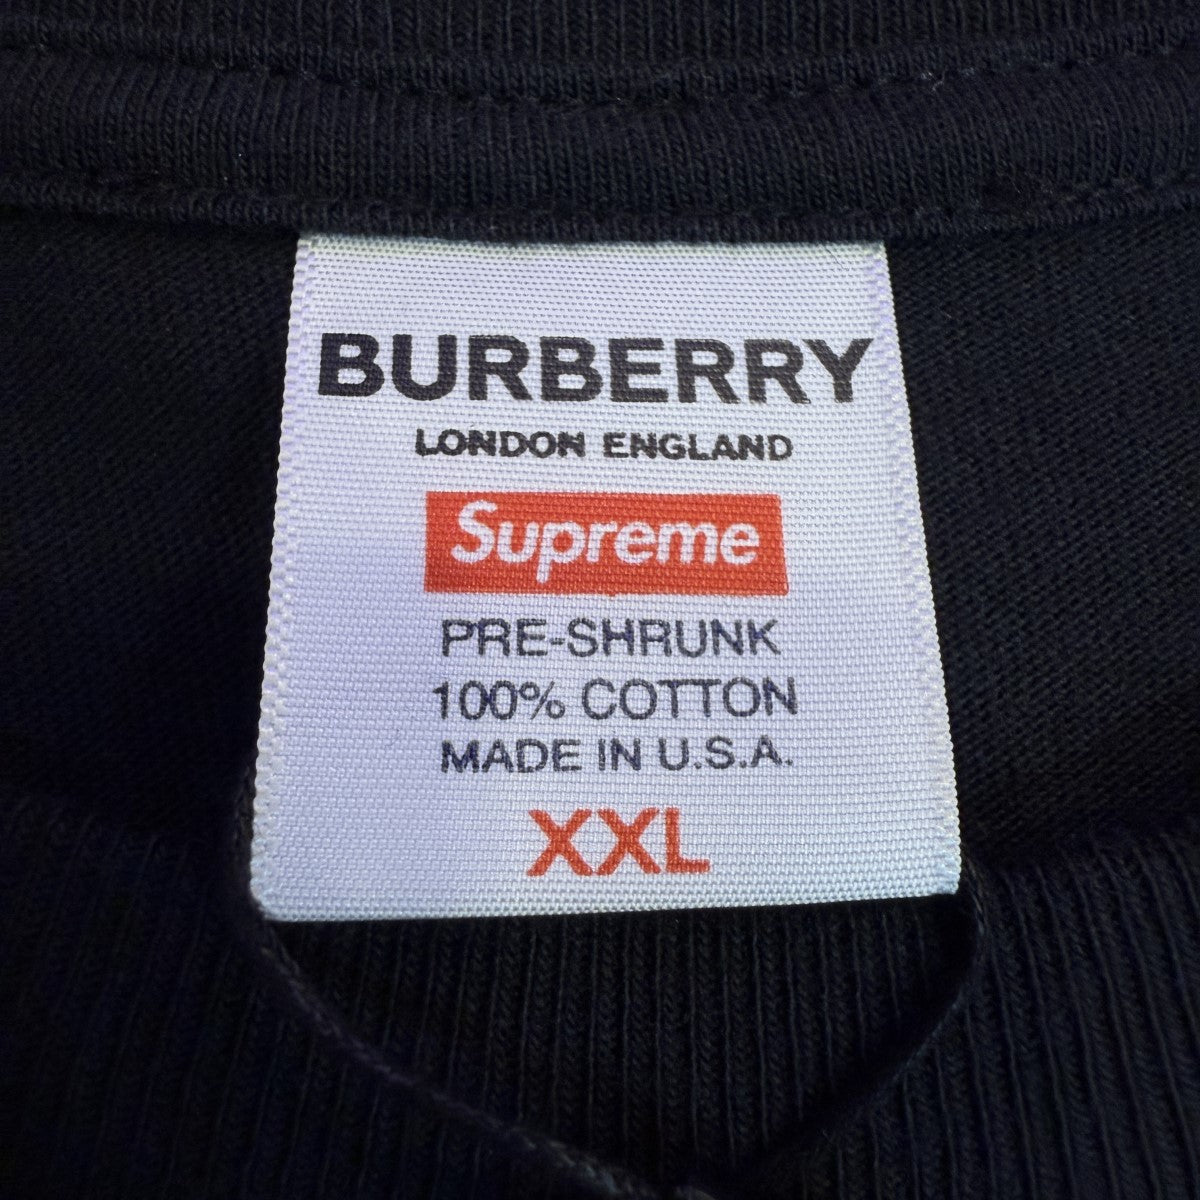 BURBERRY
LONDON ENGLAND
Supreme
PRE-SHRUNK
100% COTTON
MADE IN U.S.A.
XXL